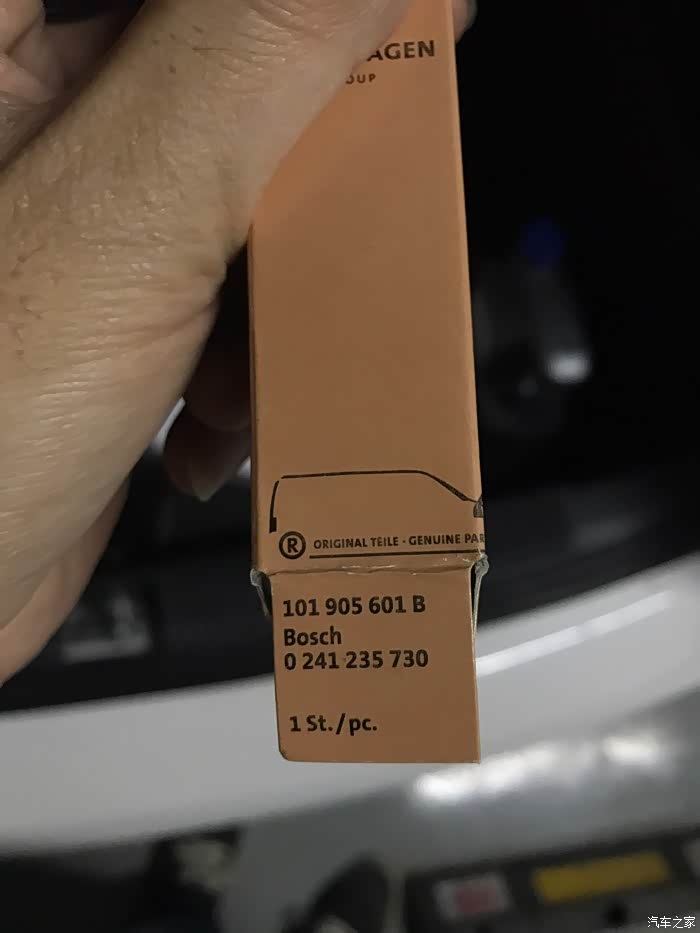 AGEN
OUP
® ORIGINAL TEILE · GENUINE PAR
101 905 601 B
Bosch
0 241 235 730
1 St./pc.
汽车之家